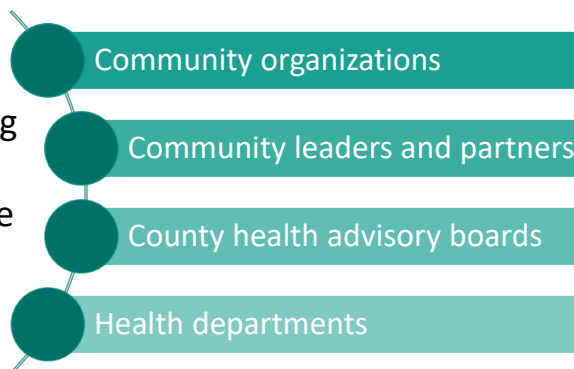 Community organizations
Community leaders and partners
County health advisory boards
Health departments